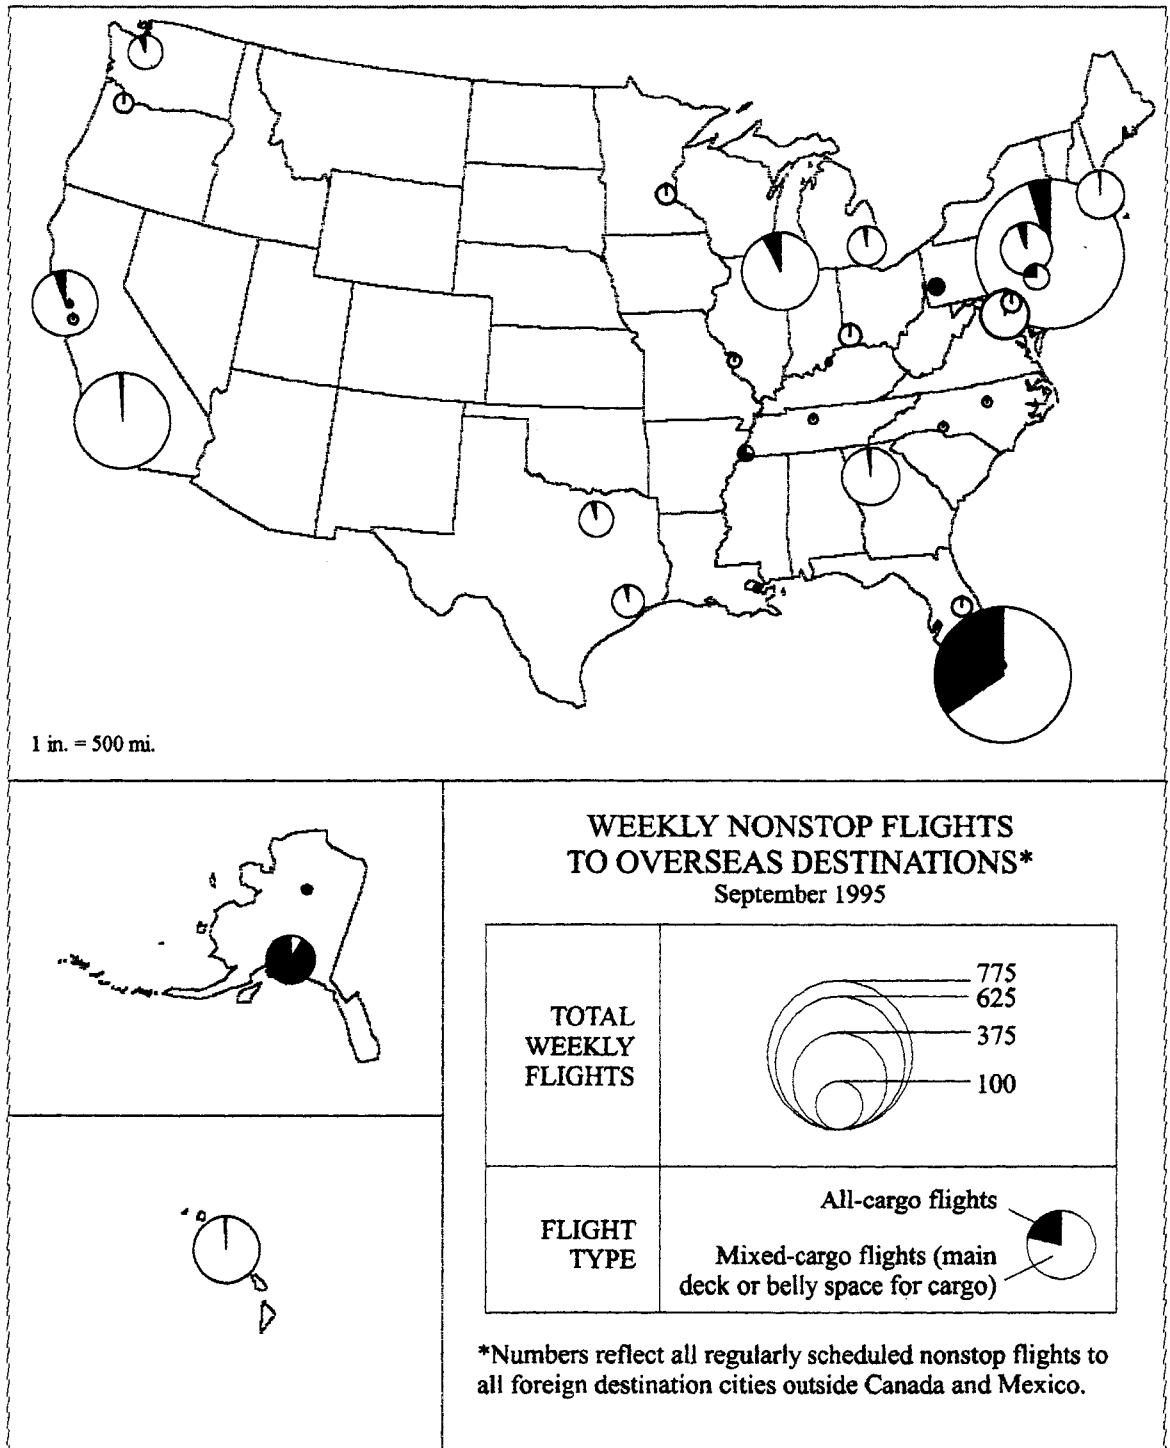 1 in. = 500 mi.
WEEKLY NONSTOP FLIGHTS
TO OVERSEAS DESTINATIONS*
September 1995
TOTAL
WEEKLY
FLIGHTS
775
625
375
100
FLIGHT
TYPE
All-cargo flights
Mixed-cargo flights (main
deck or belly space for cargo)
*Numbers reflect all regularly scheduled nonstop flights to
all foreign destination cities outside Canada and Mexico.